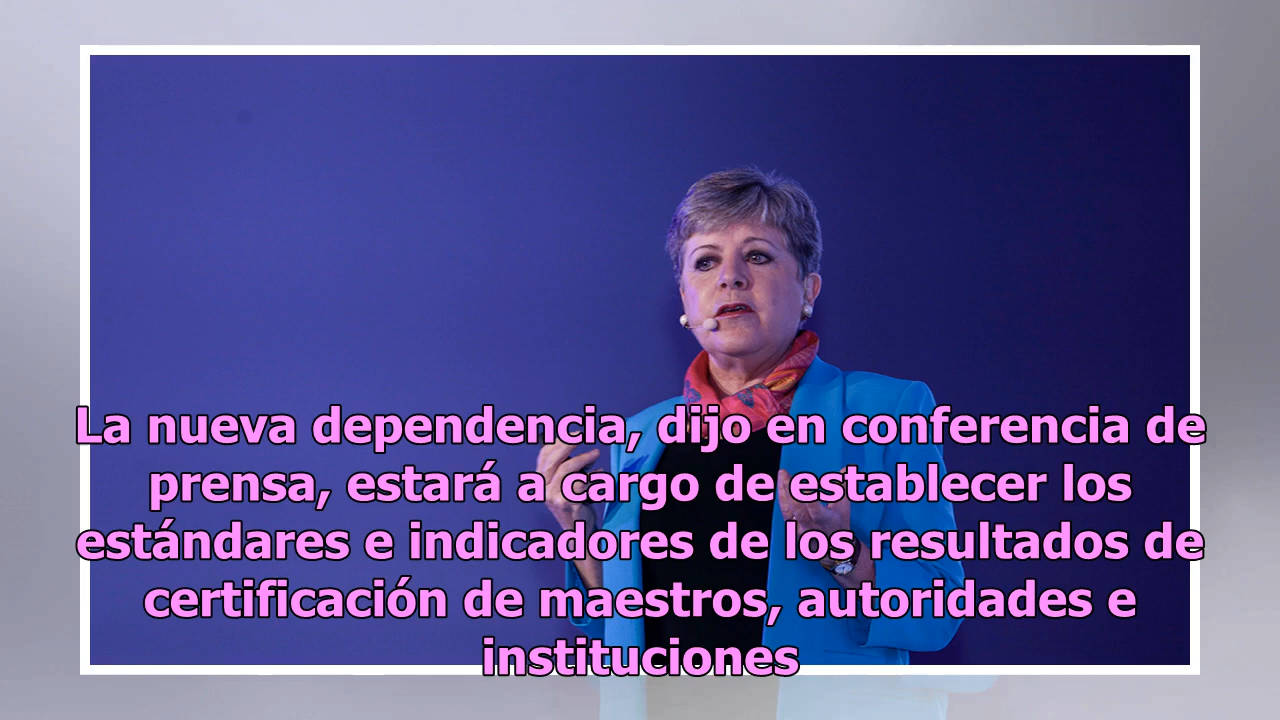 La nueva dependencia, dijo en conferencia de
prensa, estará a cargo de establecer los
estándares e indicadores de los resultados de
certificación de maestros, autoridades e
instituciones